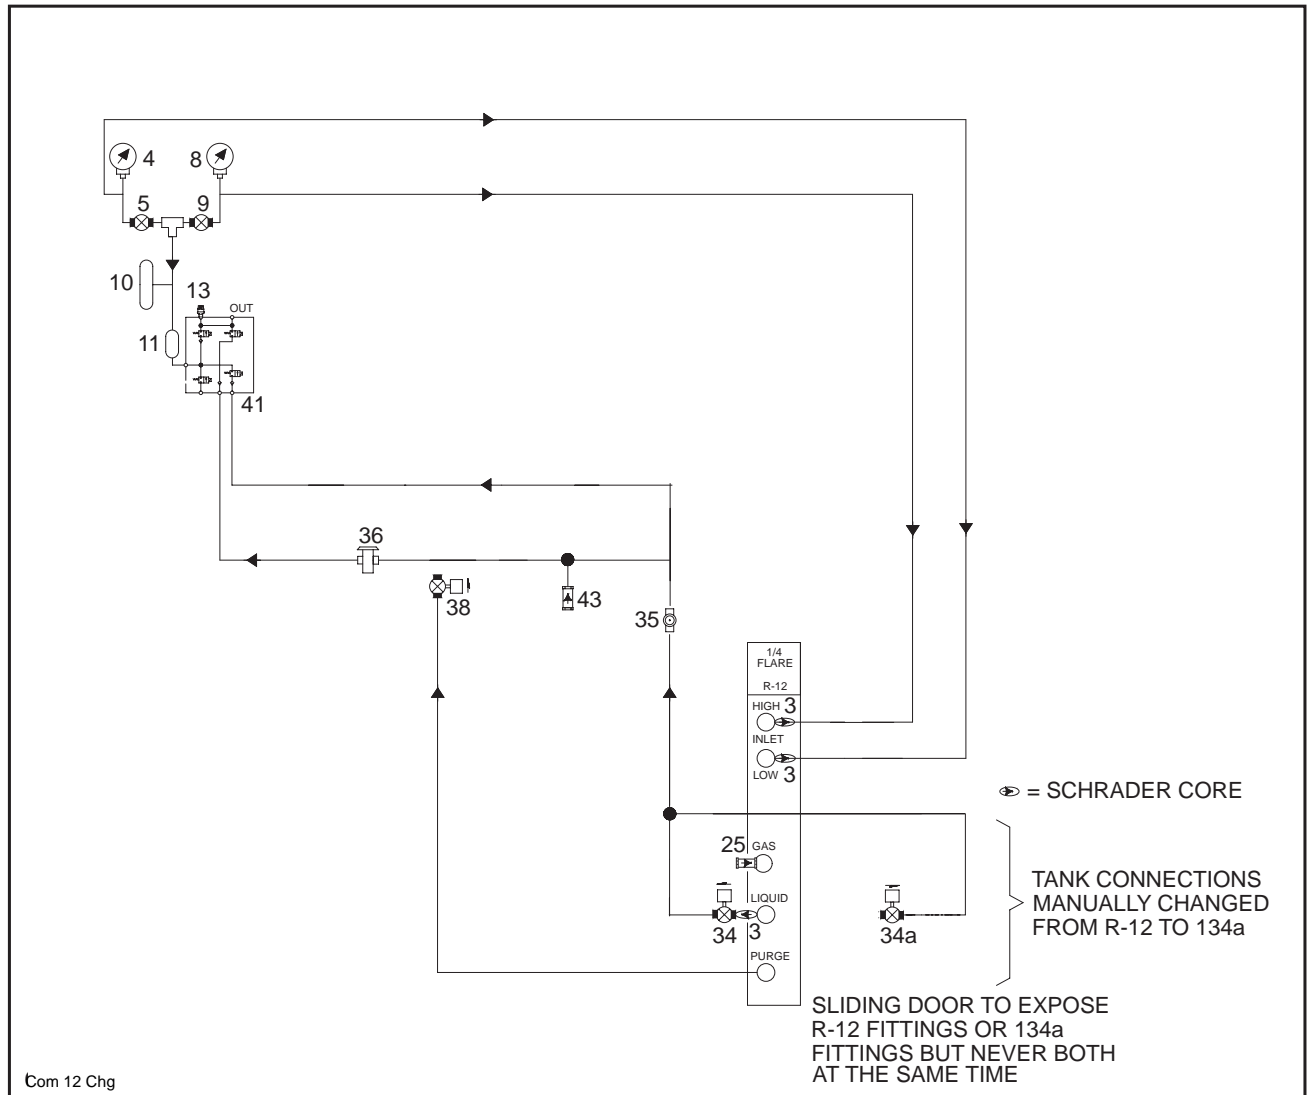 4
8
5
9
10
13
OUT
11
41
36
38
43
35
1/4
FLARE
R-12
HIGH 3
INLET
LOW 3
= SCHRADER CORE
25 GAS
LIQUID
34
3
34a
TANK CONNECTIONS
MANUALLY CHANGED
FROM R-12 TO 134a
PURGE
SLIDING DOOR TO EXPOSE
R-12 FITTINGS OR 134a
FITTINGS BUT NEVER BOTH
AT THE SAME TIME
Com 12 Chg